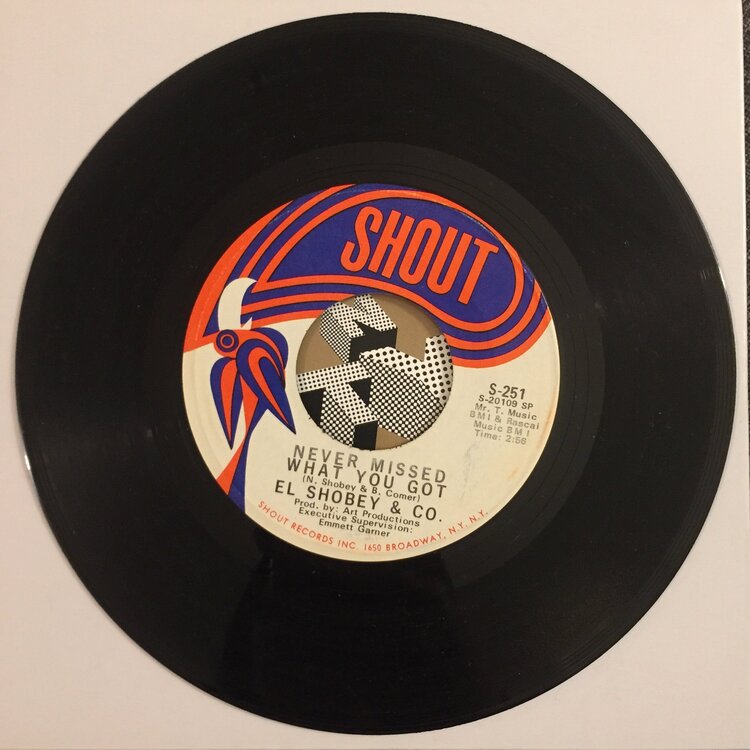 SHOUT
S-251
S-20109 SP
Mr. T. Music
BMI & Rascal
Music BMI
Time: 2:56
NEVER MISSED
WHAT YOU GOT
(N. Shobey & B. Comer)
EL SHOBEY & CO.
Prod. by: Art Productions
Executive Supervision:
Emmett Garner
SHOUT RECORDS INC. 1650 BROADWAY, N.Y. N.Y.